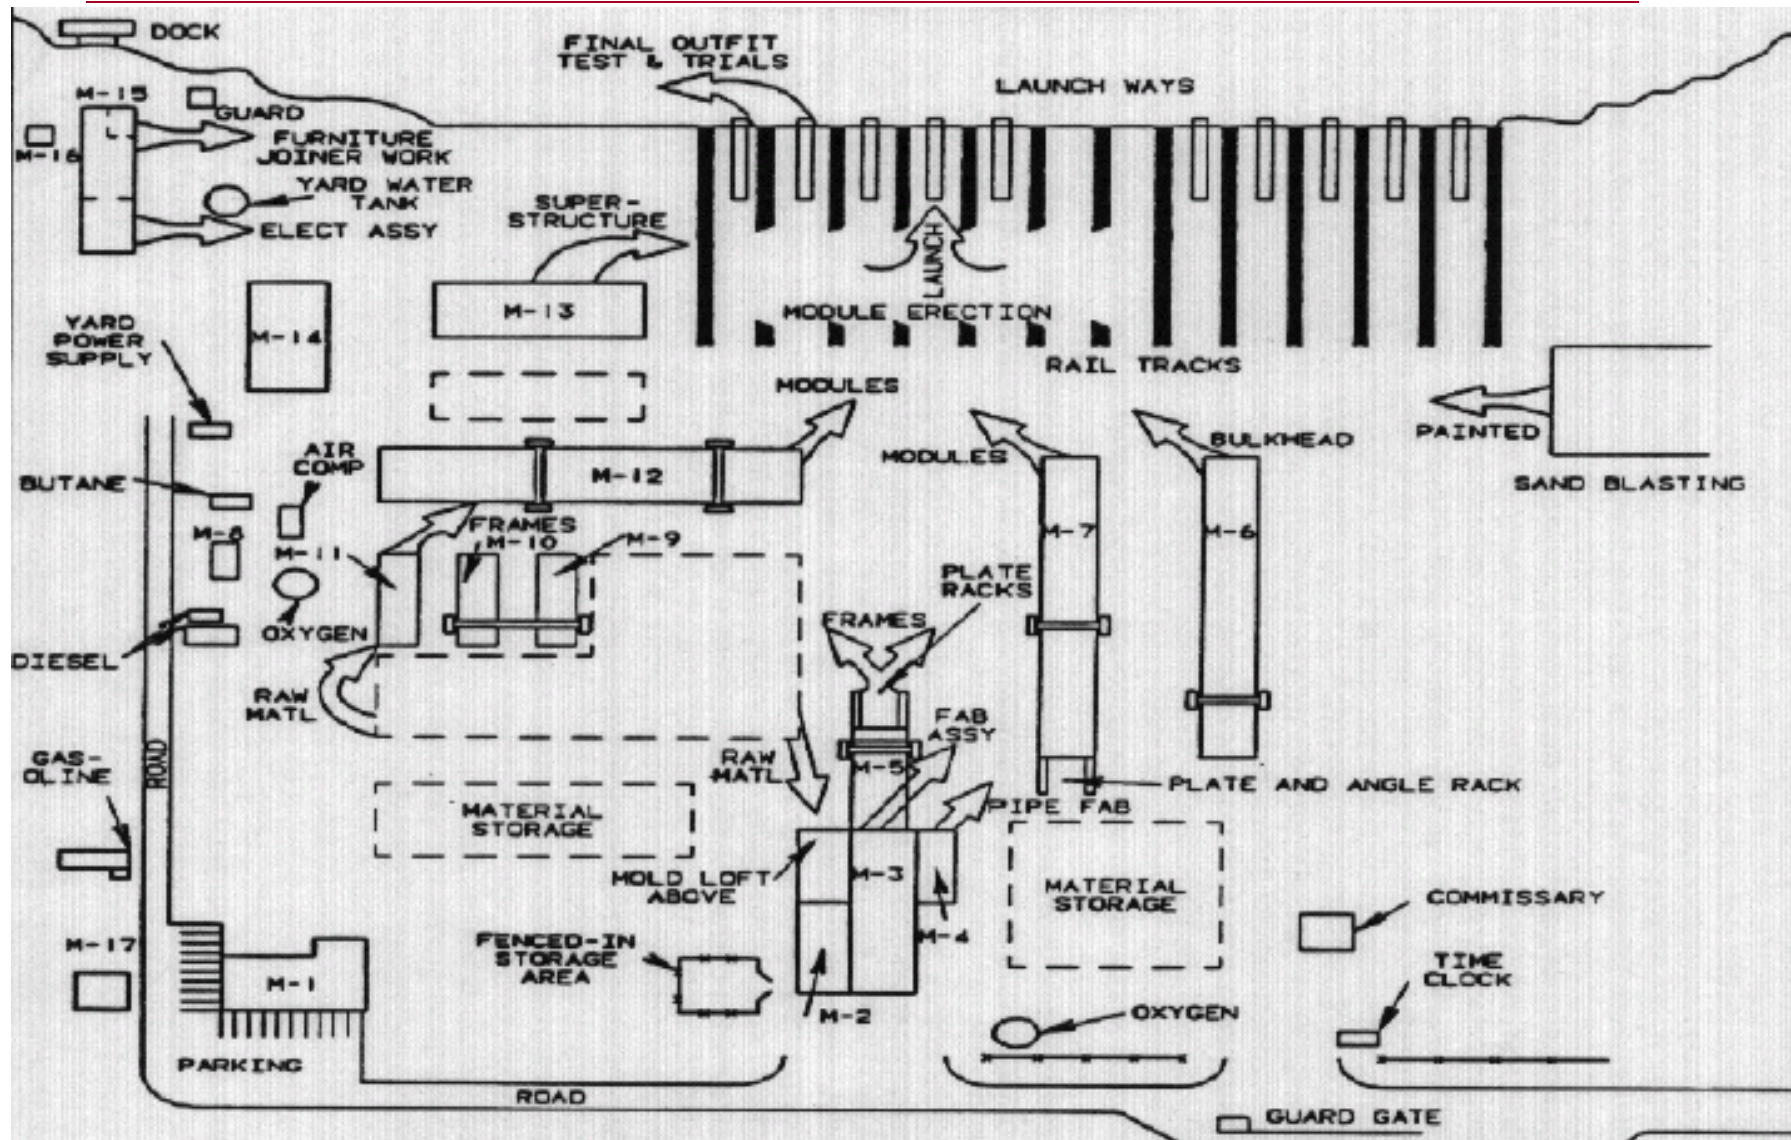 DOCK
FINAL OUTFIT
TEST & TRIALS
LAUNCH WAYS
M-15
GUARD
M-16
FURNITURE
JOINER WORK
YARD WATER
TANK
ELECT ASSY
SUPER-
STRUCTURE
LAUNCH
MODULE ERECTION
M-13
M-14
YARD
POWER
SUPPLY
RAIL TRACKS
MODULES
PAINTED
SAND BLASTING
BULKHEAD
MODULES
AIR
COMP
M-12
BUTANE
M-8
FRAMES
M-11
M-10
M-9
M-7
M-6
PLATE
RACKS
FRAMES
OXYGEN
DIESEL
RAW
MATL
FAB
ASSY
RAW
MATL
M-5
ROAD
GAS-
OLINE
PLATE AND ANGLE RACK
PIPE FAB
MATERIAL
STORAGE
MOLD LOFT
ABOVE
M-3
MATERIAL
STORAGE
COMMISSARY
M-4
M-17
FENCED-IN
STORAGE
AREA
TIME
CLOCK
M-1
M-2
OXYGEN
PARKING
ROAD
GUARD GATE